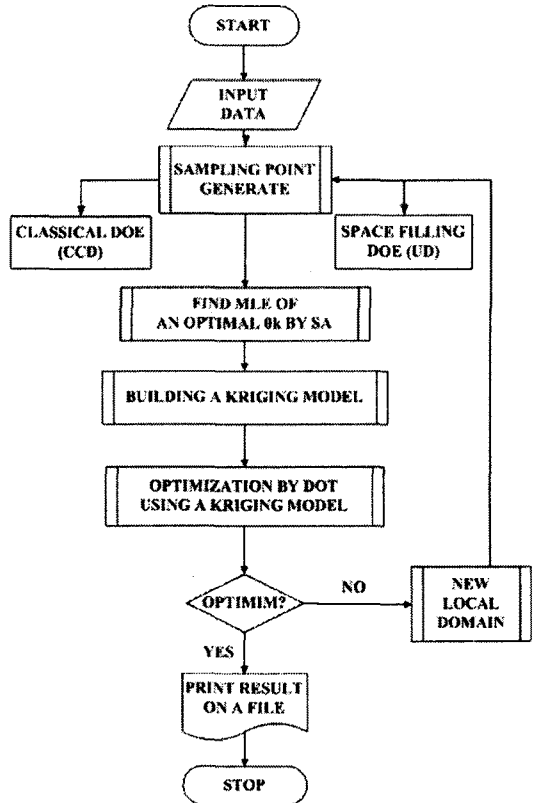 START
INPUT
DATA
SAMPLING POINT
GENERATE
CLASSICAL DOE
(CCD)
SPACE FILLING
DOE (UD)
FIND MLE OF
AN OPTIMAL θk BY SA
BUILDING A KRIGING MODEL
OPTIMIZATION BY DOT
USING A KRIGING MODEL
OPTIMIM?
NO
NEW
LOCAL
DOMAIN
YES
PRINT RESULT
ON A FILE
STOP